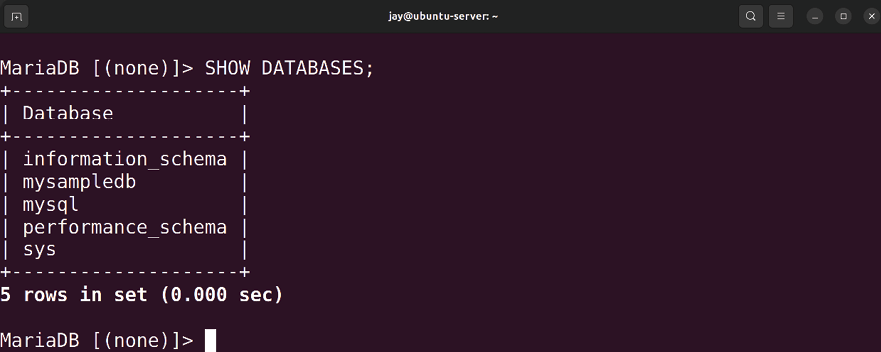 jay@ubuntu-server: ~
MariaDB [(none)]> SHOW DATABASES;
+--------------------+
| Database           |
+--------------------+
| information_schema |
| mysampledb         |
| mysql              |
| performance_schema |
| sys                |
+--------------------+
5 rows in set (0.000 sec)
MariaDB [(none)]>